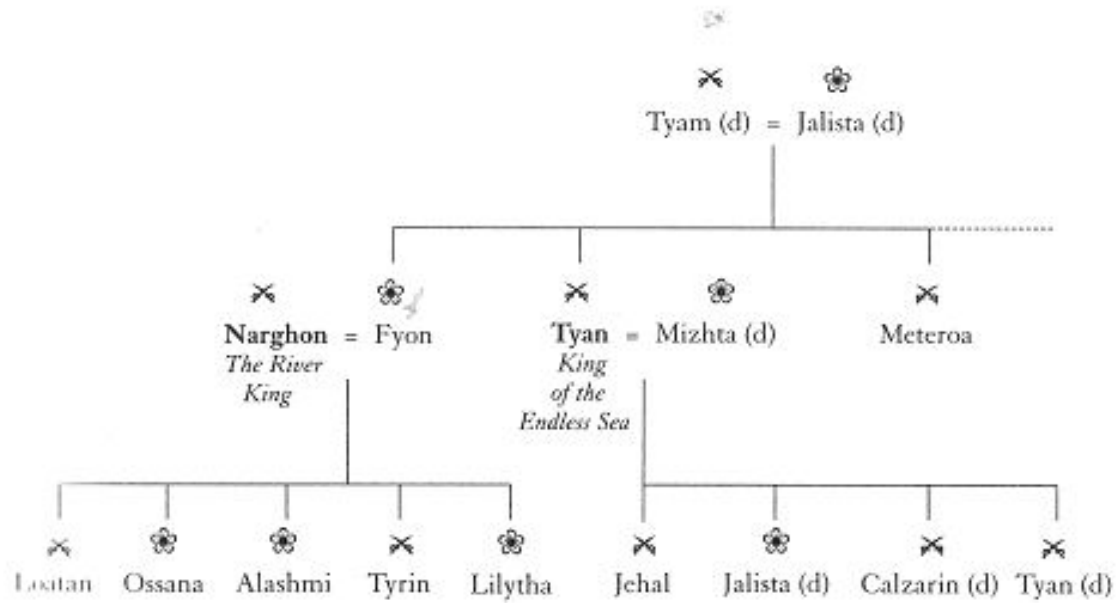 Tyam (d) = Jalista (d)
Narghon = Fyon
The River
King
Tyan = Mizhta (d)
King
of the
Endless Sea
Meteroa
Loatan Ossana Alashmi Tyrin Lilytha Jehal Jalista (d) Calzarin (d) Tyan (d)